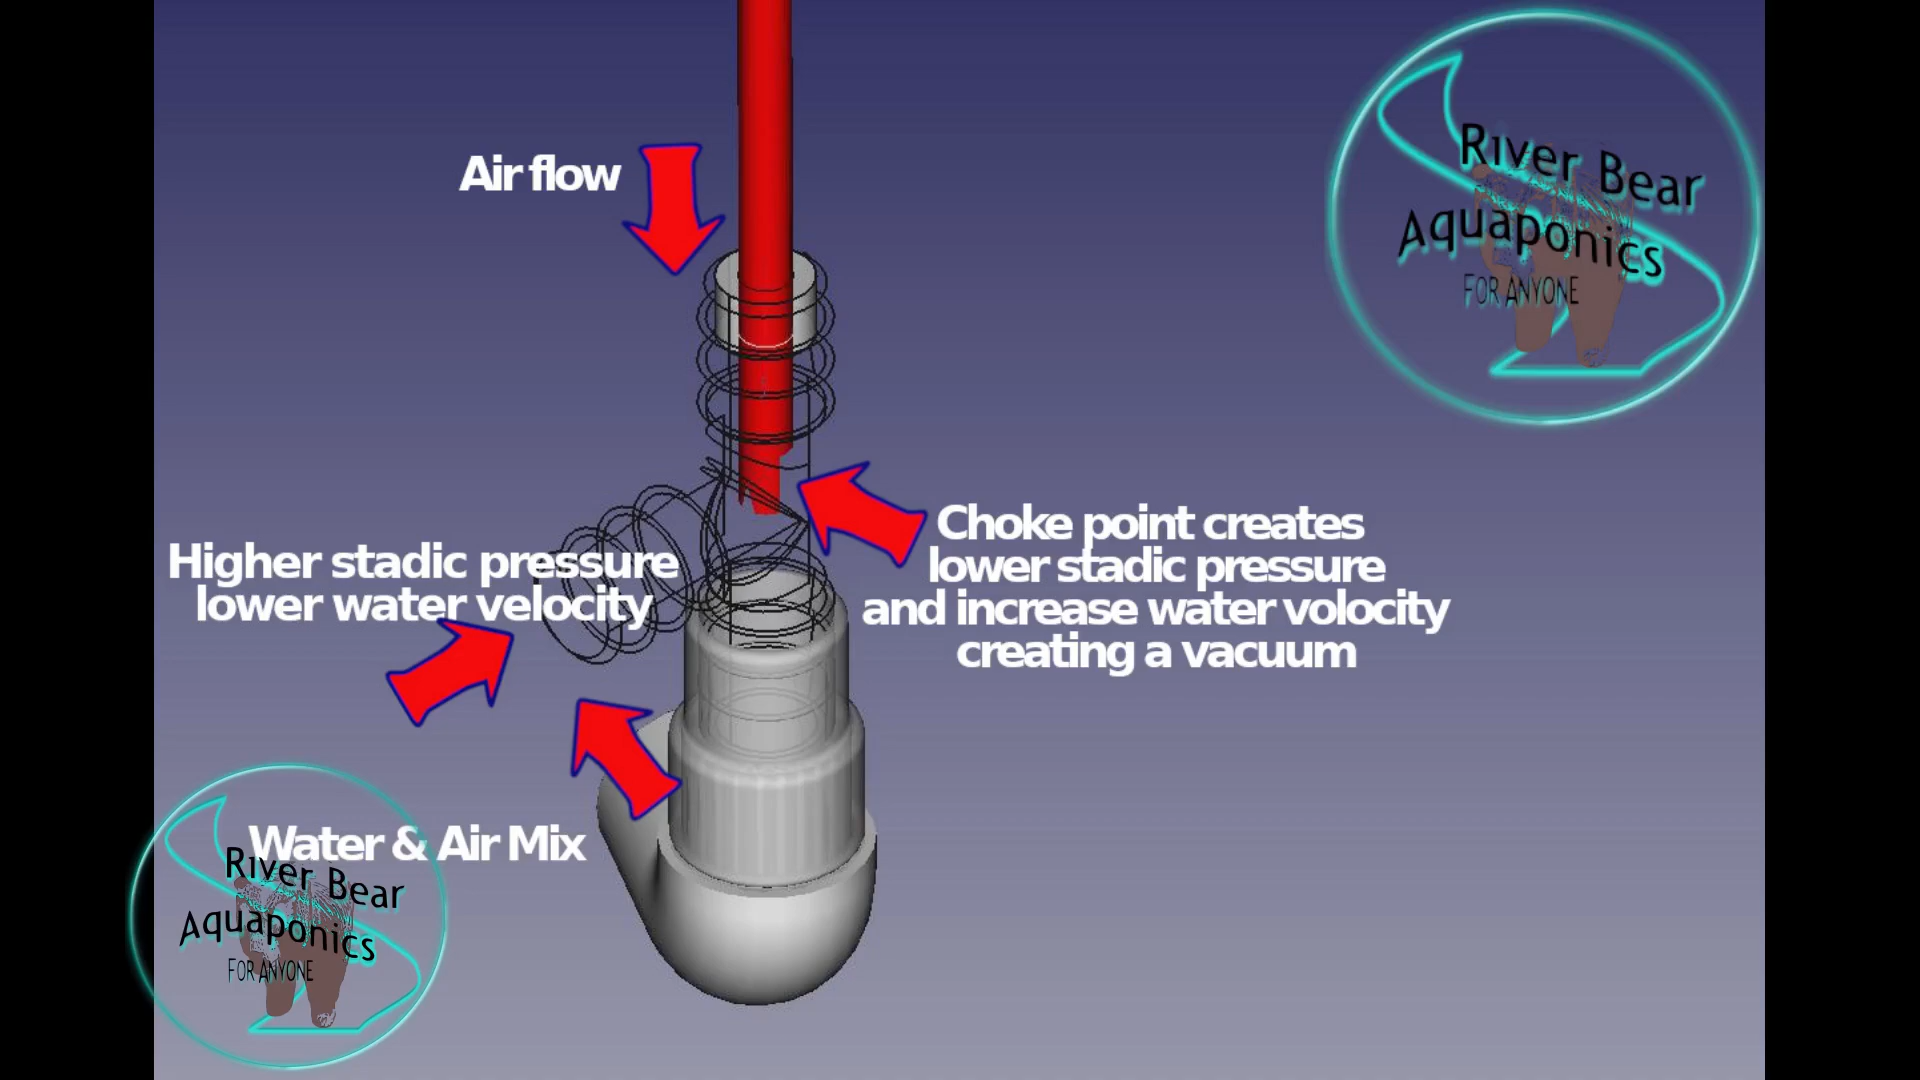 Air flow
River Bear
Aquaponics
FOR ANYONE
Higher stadic pressure
lower water velocity
Choke point creates
lower stadic pressure
and increase water volocity
creating a vacuum
Water & Air Mix
River Bear
Aquaponics
FOR ANYONE